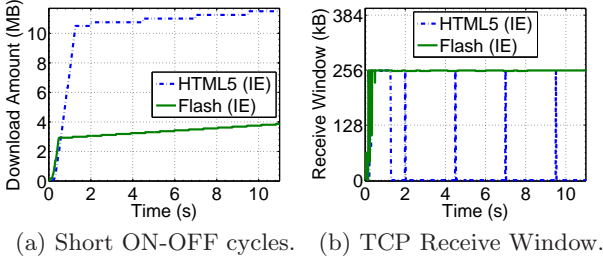 Download Amount (MB)
10
8
6
4
2
0
HTML5 (IE)
Flash (IE)
0 2 4 6 8 10
Time (s)
(a) Short ON-OFF cycles.
Receive Window (kB)
384
256
128
0
HTML5 (IE)
Flash (IE)
0 2 4 6 8 10
Time (s)
(b) TCP Receive Window.